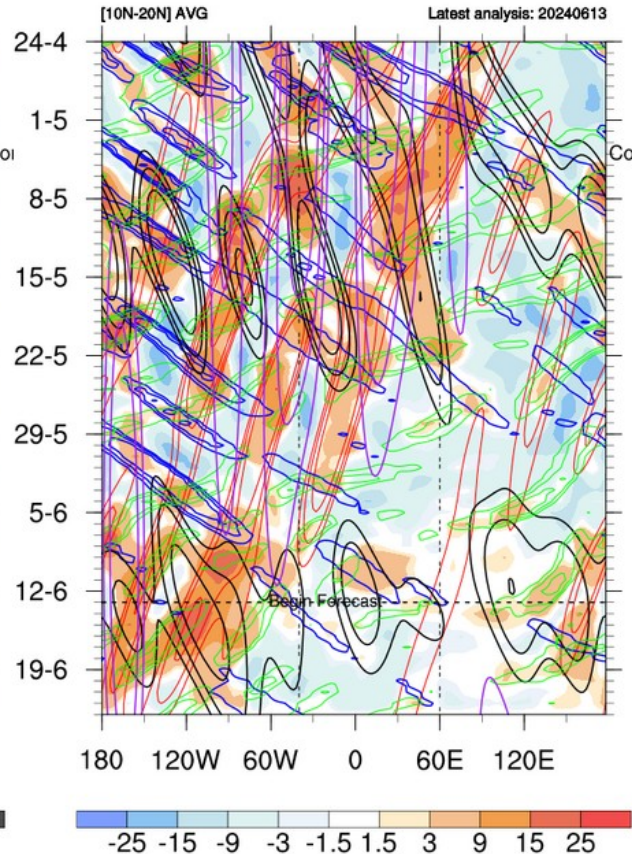 [10N-20N] AVG
Latest analysis: 20240613
24-4
1-5
ol
Co
8-5
15-5
22-5
29-5
5-6
12-6
Begin Forecast
19-6
180 120W 60W 0 60E 120E
-25 -15 -9 -3 -1.5 1.5 3 9 15 25